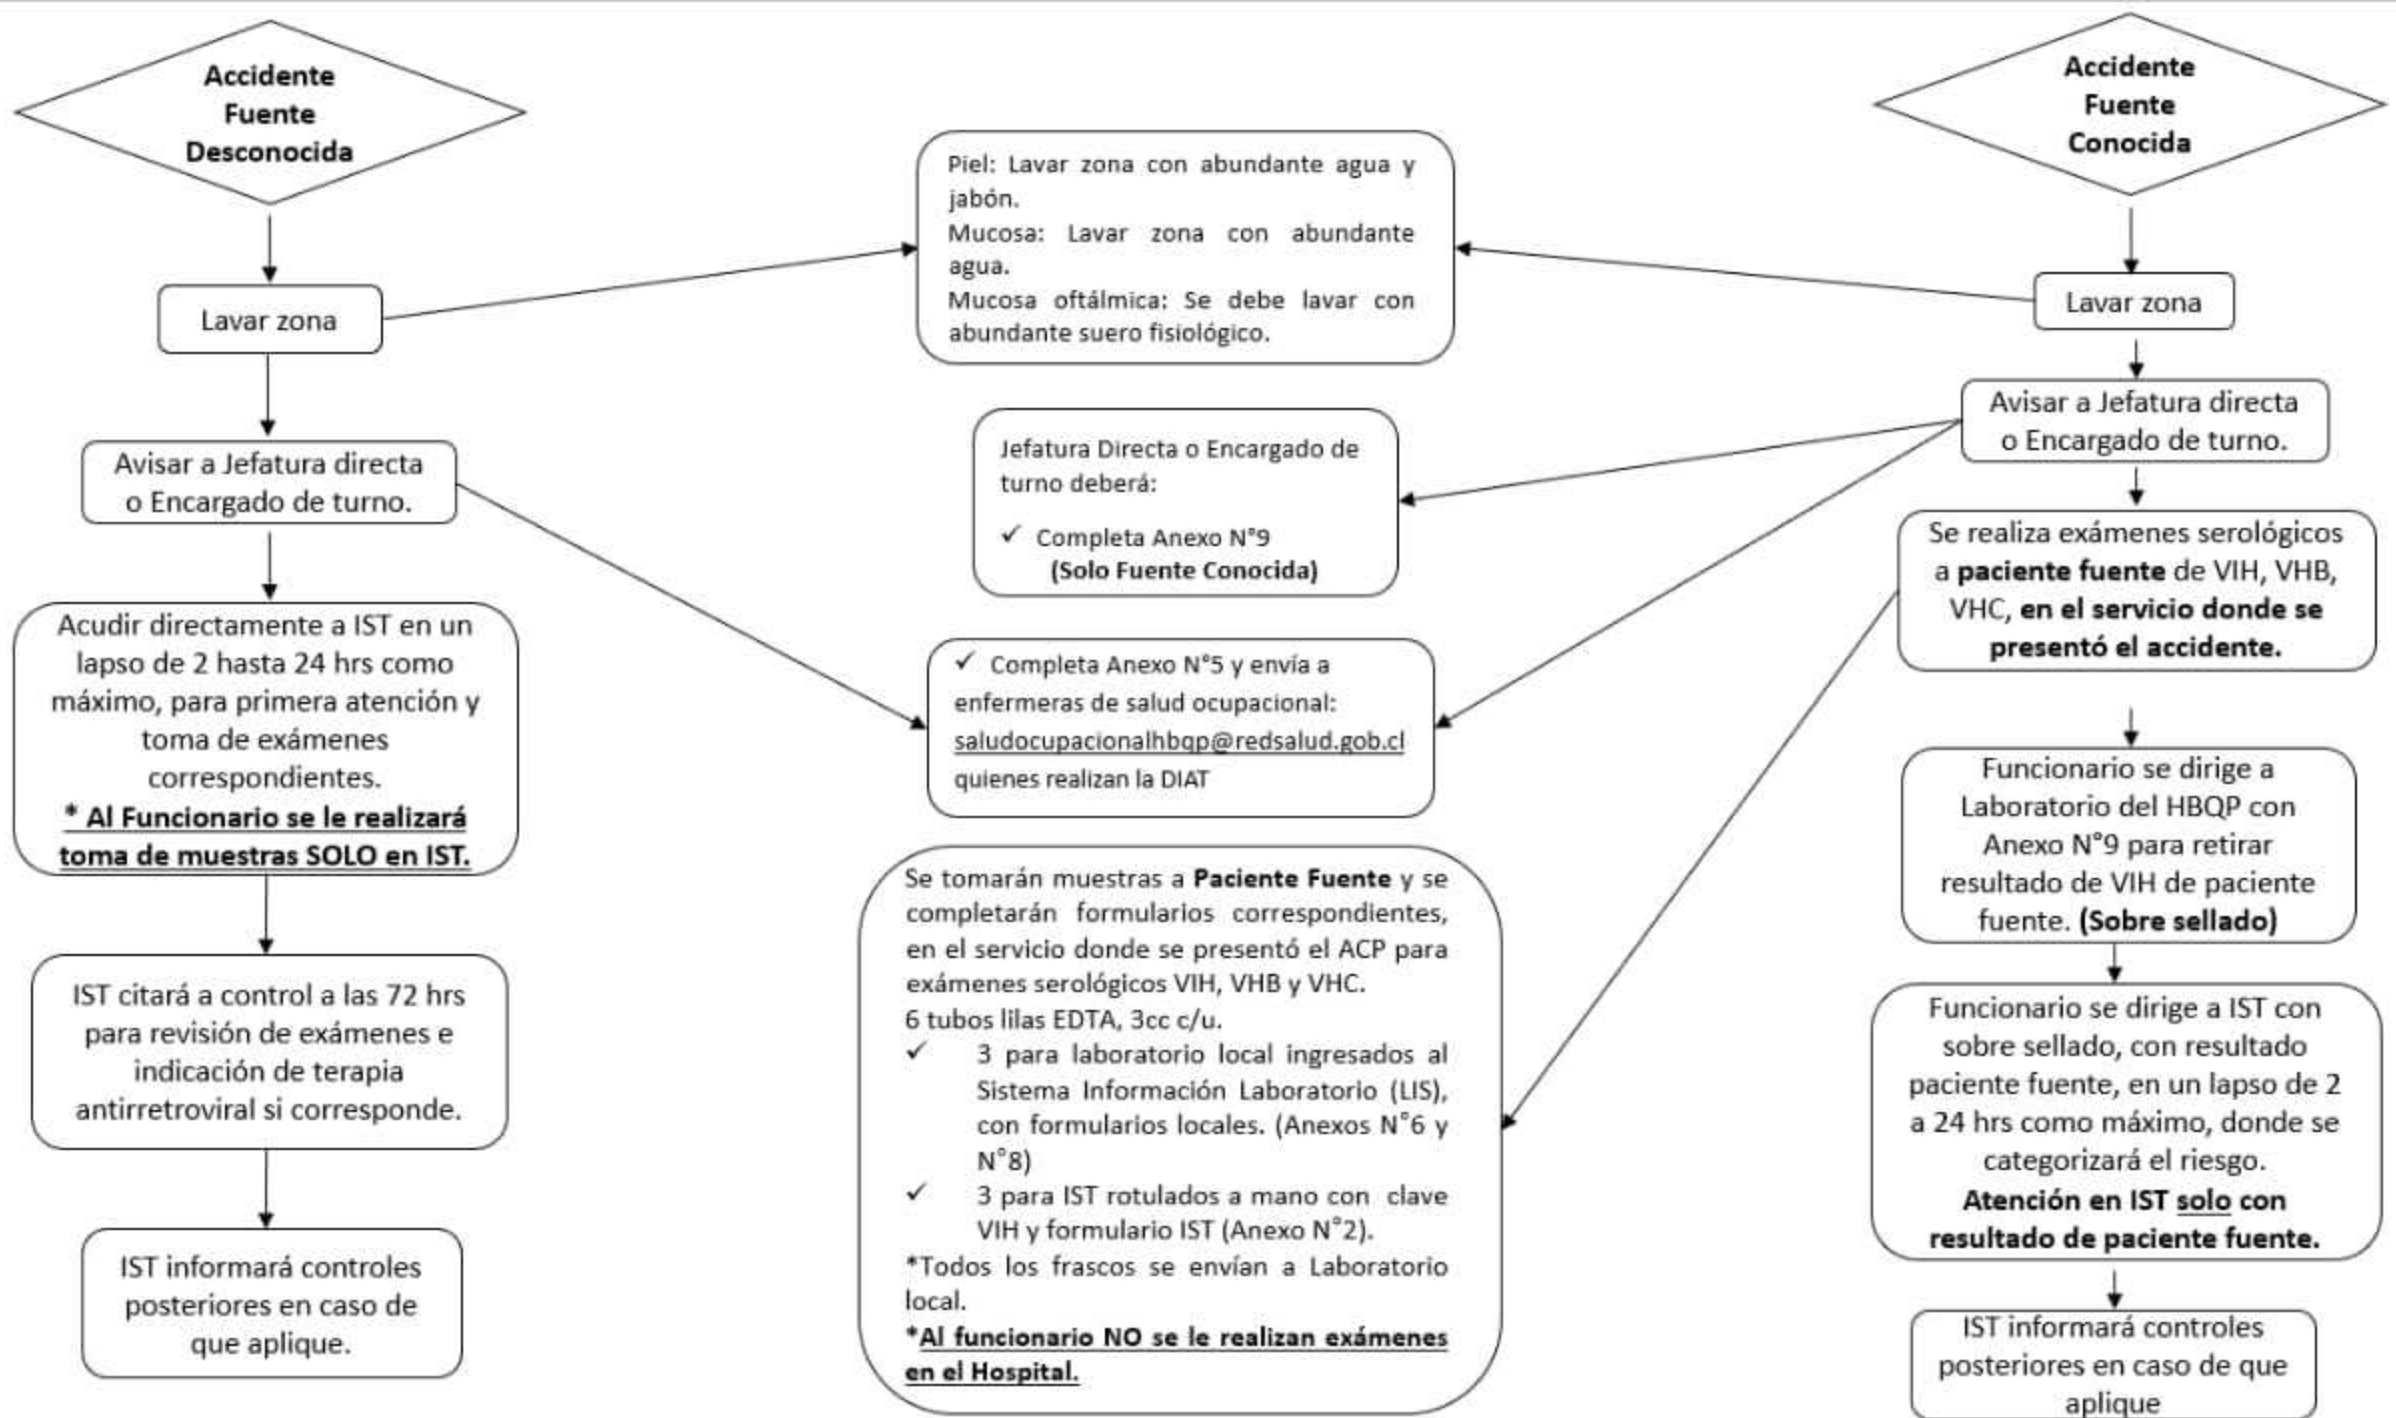 Accidente
Fuente
Desconocida
Lavar zona
Avisar a Jefatura directa
o Encargado de turno.
Acudir directamente a IST en un
lapso de 2 hasta 24 hrs como
máximo, para primera atención y
toma de exámenes
correspondientes.
* Al Funcionario se le realizará
toma de muestras SOLO en IST.
IST citará a control a las 72 hrs
para revisión de exámenes e
indicación de terapia
antirretroviral si corresponde.
IST informará controles
posteriores en caso de
que aplique.
Piel: Lavar zona con abundante agua y
jabón.
Mucosa: Lavar zona con abundante
agua.
Mucosa oftálmica: Se debe lavar con
abundante suero fisiológico.
Jefatura Directa o Encargado de
turno deberá:
✓ Completa Anexo N°9
(Solo Fuente Conocida)
✓ Completa Anexo N°5 y envía a
enfermeras de salud ocupacional:
saludocupacionalhbqp@redsalud.gob.cl
quienes realizan la DIAT
Se tomarán muestras a Paciente Fuente y se
completarán formularios correspondientes,
en el servicio donde se presentó el ACP para
exámenes serológicos VIH, VHB y VHC.
6 tubos lilas EDTA, 3cc c/u.
✓ 3 para laboratorio local ingresados al
Sistema Información Laboratorio (LIS),
con formularios locales. (Anexos N°6 y
N°8)
✓ 3 para IST rotulados a mano con clave
VIH y formulario IST (Anexo N°2).
*Todos los frascos se envían a Laboratorio
local.
*Al funcionario NO se le realizan exámenes
en el Hospital.
Accidente
Fuente
Conocida
Lavar zona
Avisar a Jefatura directa
o Encargado de turno.
Se realiza exámenes serológicos
a paciente fuente de VIH, VHB,
VHC, en el servicio donde se
presentó el accidente.
Funcionario se dirige a
Laboratorio del HBQP con
Anexo N°9 para retirar
resultado de VIH de paciente
fuente. (Sobre sellado)
Funcionario se dirige a IST con
sobre sellado, con resultado
paciente fuente, en un lapso de 2
a 24 hrs como máximo, donde se
categorizará el riesgo.
Atención en IST solo con
resultado de paciente fuente.
IST informará controles
posteriores en caso de que
aplique